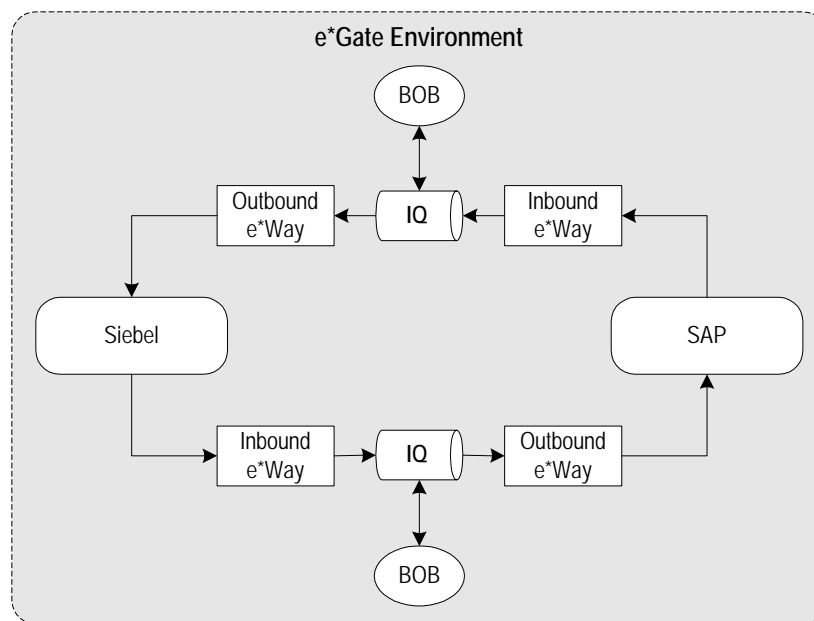 e*Gate Environment
BOB
Outbound
e*Way
IQ
Inbound
e*Way
Siebel
SAP
Inbound
e*Way
IQ
Outbound
e*Way
BOB